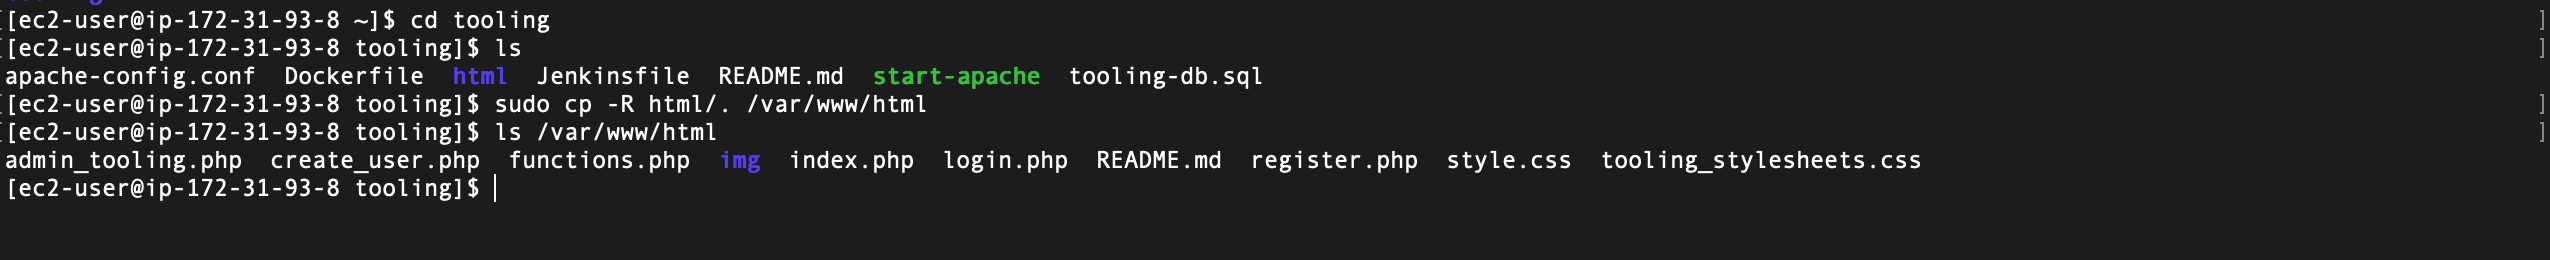 [[ec2-user@ip-172-31-93-8 ~]$ cd tooling ]
[[ec2-user@ip-172-31-93-8 tooling]$ ls ]
apache-config.conf  Dockerfile  html  Jenkinsfile  README.md  start-apache  tooling-db.sql
[[ec2-user@ip-172-31-93-8 tooling]$ sudo cp -R html/. /var/www/html ]
[[ec2-user@ip-172-31-93-8 tooling]$ ls /var/www/html ]
admin_tooling.php  create_user.php  functions.php  img  index.php  login.php  README.md  register.php  style.css  tooling_stylesheets.css
[ec2-user@ip-172-31-93-8 tooling]$